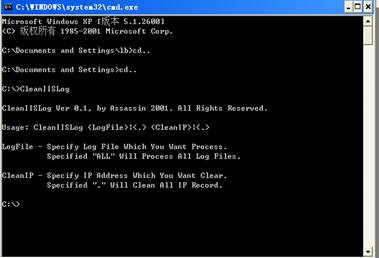 C:\WINDOWS\system32\cmd.exe
Microsoft Windows XP [版本 5.1.2600]
(C) 版权所有 1985-2001 Microsoft Corp.
C:\Documents and Settings\lb>cd..
C:\Documents and Settings>cd..
C:\>CleanIISLog
CleanIISLog Ver 0.1, by Assassin 2001. All Rights Reserved.
Usage: CleanIISLog <LogFile>|<.> <CleanIP>|<.>
LogFile - Specify Log File Which You Want Process.
Specified "ALL" Will Process All Log Files.
CleanIP - Specify IP Address Which You Want Clear.
Specified "." Will Clean All IP Record.
C:\>